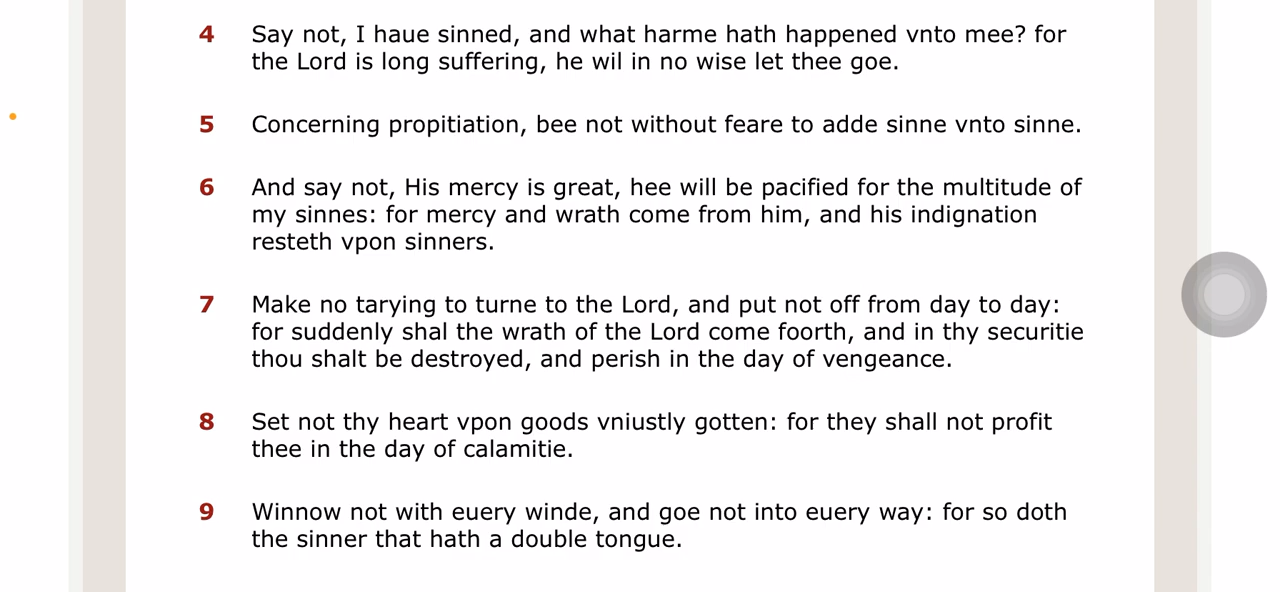 4 Say not, I haue sinned, and what harme hath happened vnto mee? for
the Lord is long suffering, he wil in no wise let thee goe.
5 Concerning propitiation, bee not without feare to adde sinne vnto sinne.
6 And say not, His mercy is great, hee will be pacified for the multitude of
my sinnes: for mercy and wrath come from him, and his indignation
resteth vpon sinners.
7 Make no tarying to turne to the Lord, and put not off from day to day:
for suddenly shal the wrath of the Lord come foorth, and in thy securitie
thou shalt be destroyed, and perish in the day of vengeance.
8 Set not thy heart vpon goods vniustly gotten: for they shall not profit
thee in the day of calamitie.
9 Winnow not with euery winde, and goe not into euery way: for so doth
the sinner that hath a double tongue.